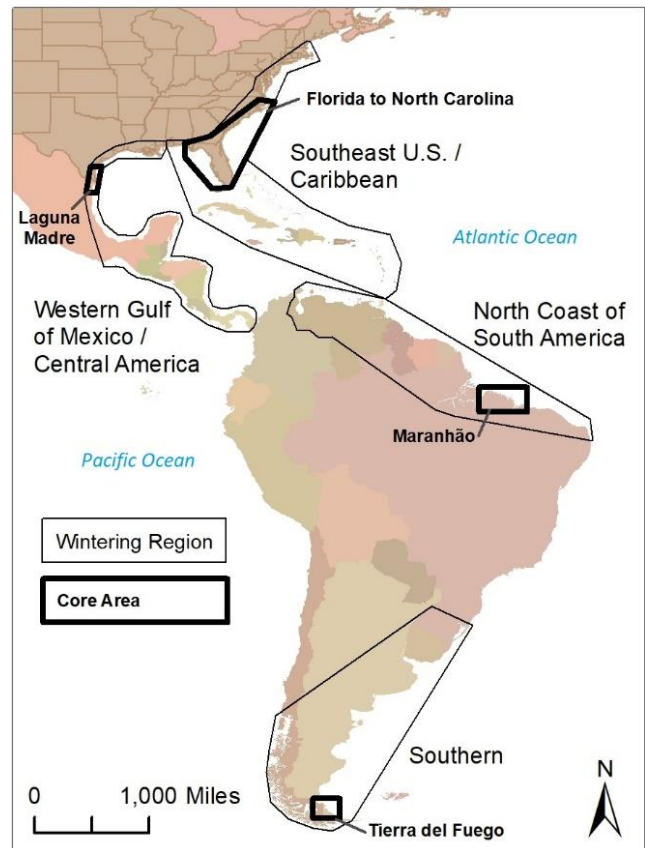 Florida to North Carolina
Southeast U.S. /
Caribbean
Laguna
Madre
Atlantic Ocean
Western Gulf
of Mexico /
Central America
North Coast of
South America
Maranhão
Pacific Ocean
Wintering Region
Core Area
Southern
0 1,000 Miles
Tierra del Fuego
N